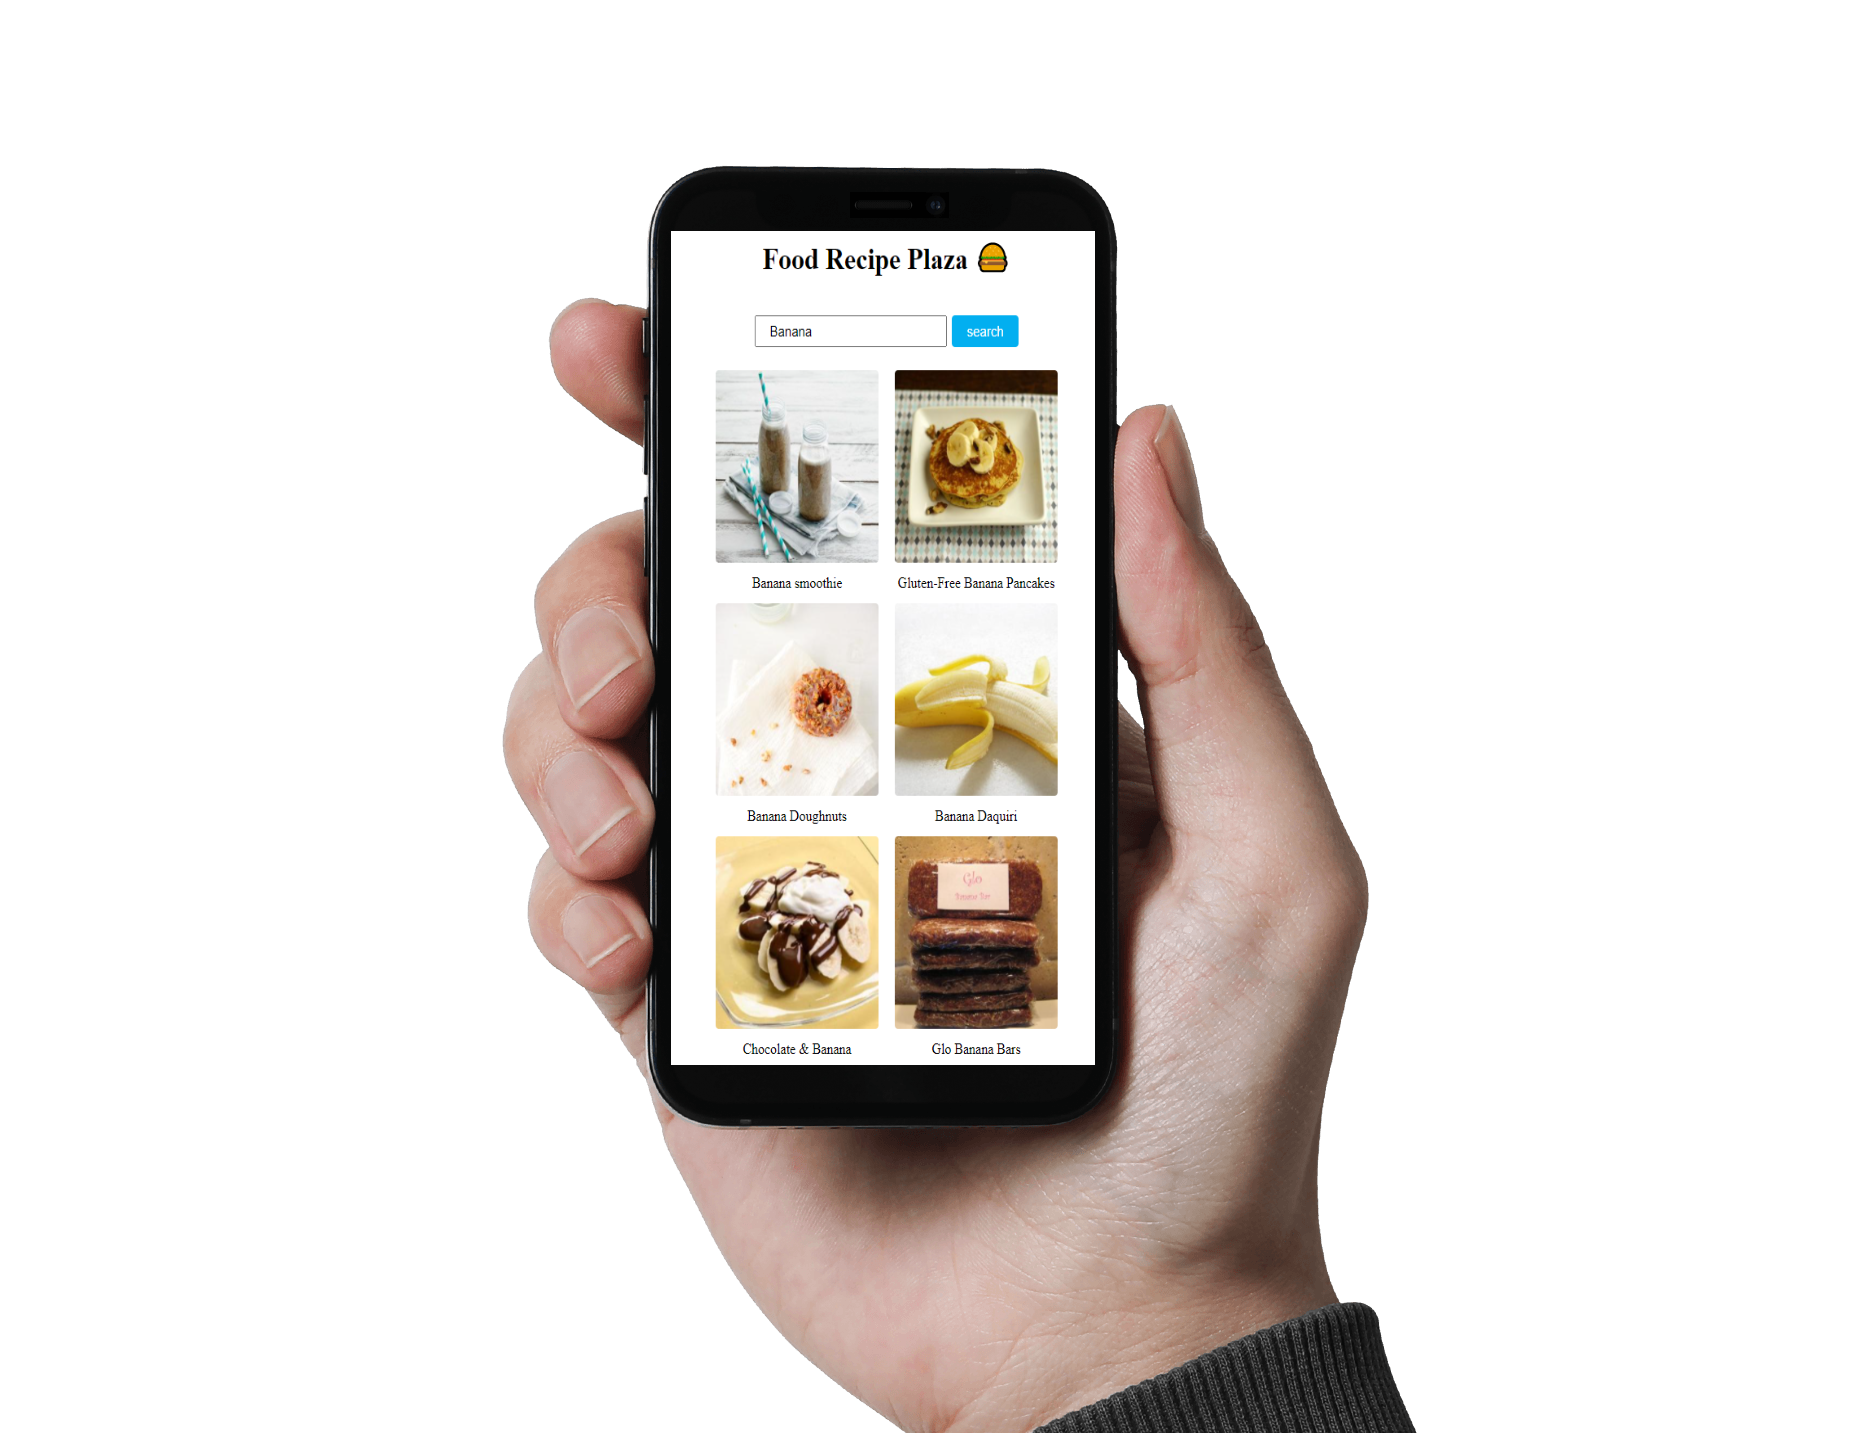 Food Recipe Plaza
Banana
search
Banana smoothie
Gluten-Free Banana Pancakes
Banana Doughnuts
Banana Daquiri
Chocolate & Banana
Glo Banana Bars
Glo